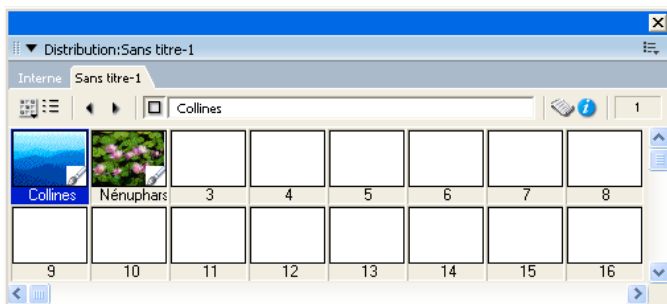 Distribution:Sans titre-1
Interne Sans titre-1
Collines 1
Collines Nénuphars 3 4 5 6 7 8
9 10 11 12 13 14 15 16